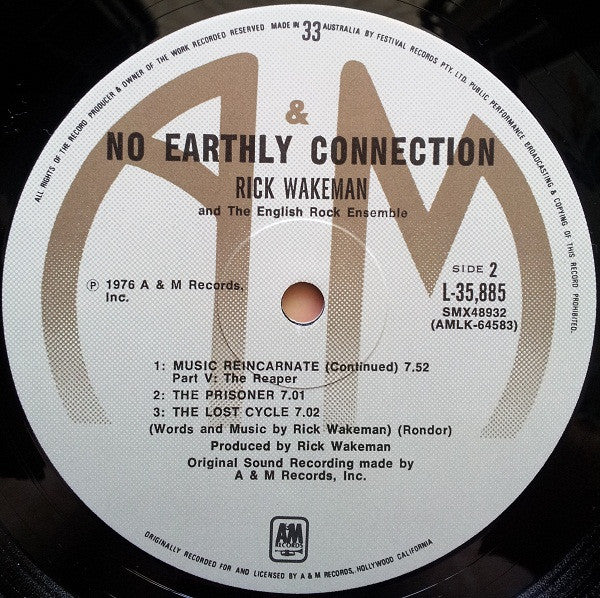 ALL RIGHTS OF THE RECORD PRODUCER & OWNER OF THE WORK RECORDED RESERVED MADE IN 33 AUSTRALIA BY FESTIVAL RECORDS PTY. LTD. PUBLIC PERFORMANCE BROADCASTING & COPYING OF THIS RECORD PROHIBITED.
A & M
NO EARTHLY CONNECTION
RICK WAKEMAN
and The English Rock Ensemble
SIDE 2
L-35,885
SMX48932
(AMLK-64583)
℗ 1976 A & M Records,
Inc.
1: MUSIC REINCARNATE (Continued) 7.52
Part V: The Reaper
2: THE PRISONER 7.01
3: THE LOST CYCLE 7.02
(Words and Music by Rick Wakeman) (Rondor)
Produced by Rick Wakeman
Original Sound Recording made by
A & M Records, Inc.
A&M
RECORDS
ORIGINALLY RECORDED FOR AND LICENSED BY A & M RECORDS, HOLLYWOOD CALIFORNIA